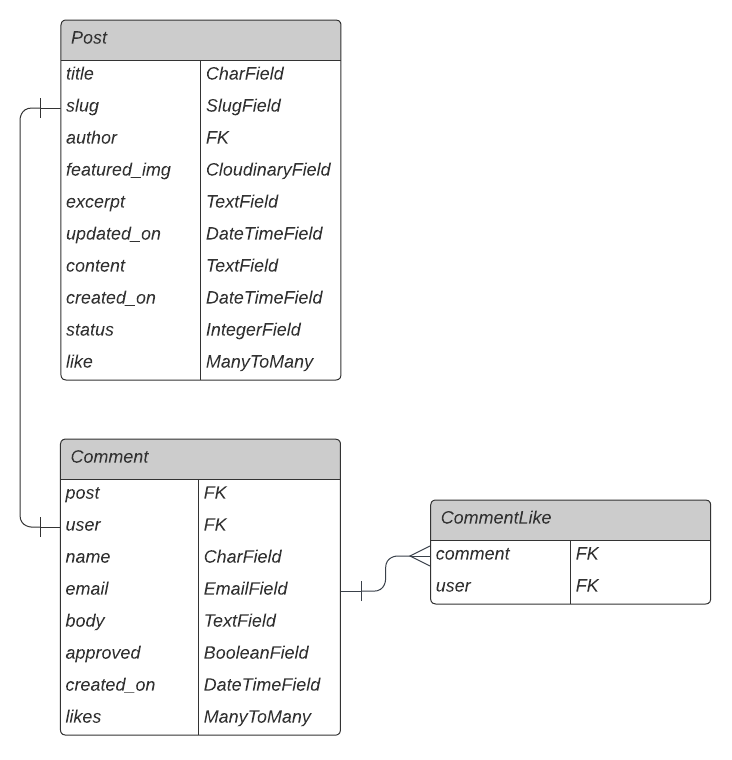 Post
title CharField
slug SlugField
author FK
featured_img CloudinaryField
excerpt TextField
updated_on DateTimeField
content TextField
created_on DateTimeField
status IntegerField
like ManyToMany
Comment
post FK
user FK
name CharField
email EmailField
body TextField
approved BooleanField
created_on DateTimeField
likes ManyToMany
CommentLike
comment FK
user FK